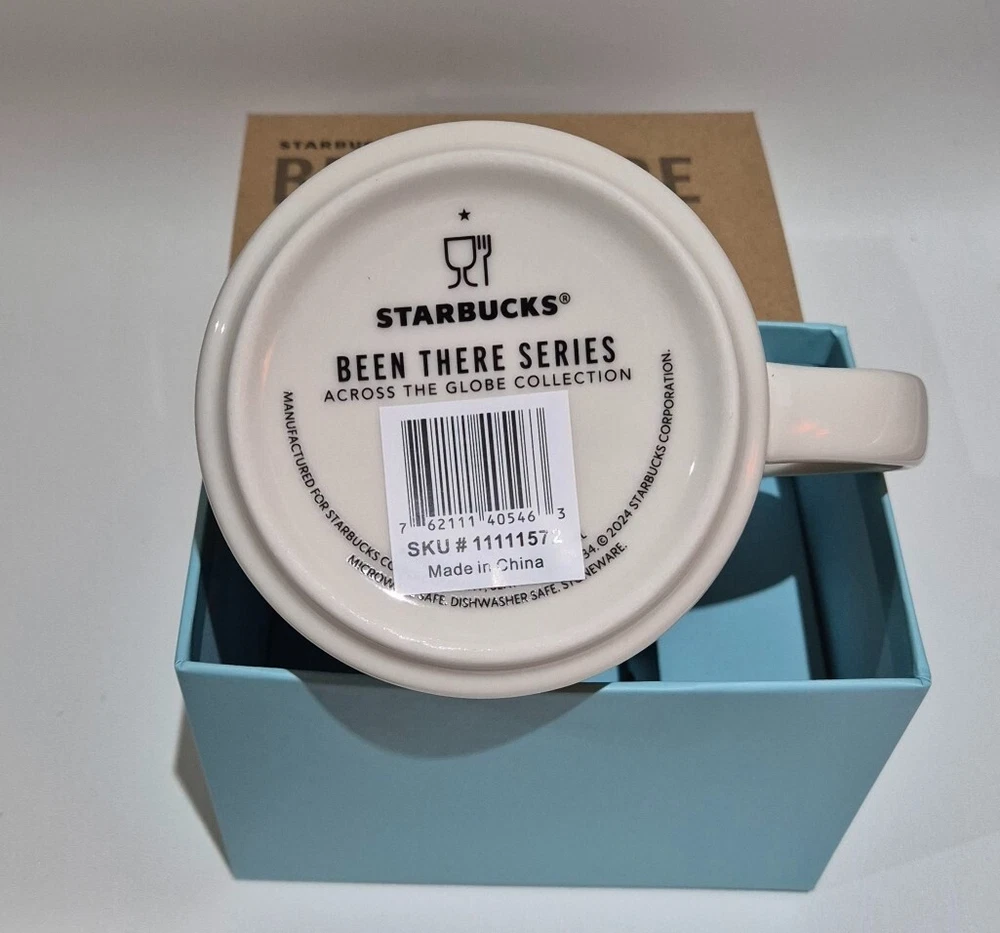 STARBUCKS®
BEEN THERE SERIES
ACROSS THE GLOBE COLLECTION
7 62111 40546 3
SKU # 11111572
Made in China
MANUFACTURED FOR STARBUCKS
© 2024 STARBUCKS CORPORATION.
SAFE. DISHWASHER SAFE. STONEWARE.